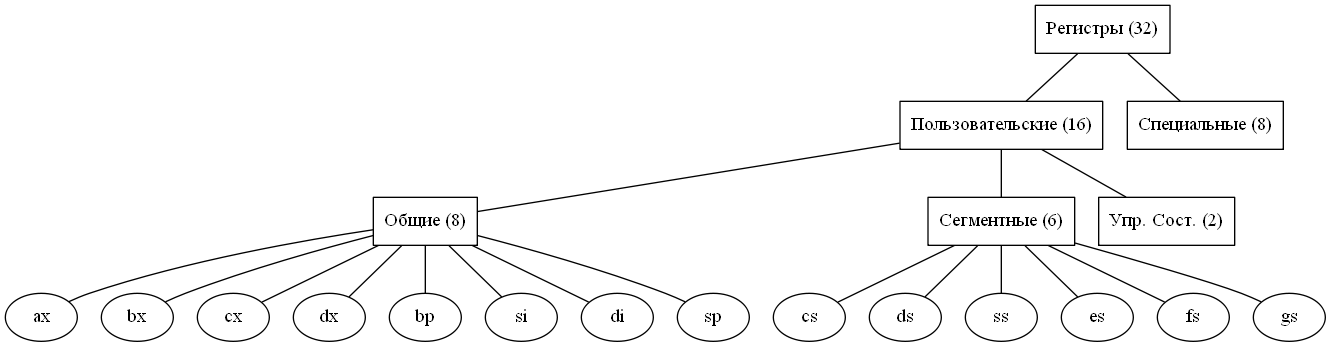 Регистры (32)
Пользовательские (16)
Специальные (8)
Общие (8)
Сегментные (6)
Упр. Сост. (2)
ax
bx
cx
dx
bp
si
di
sp
cs
ds
ss
es
fs
gs